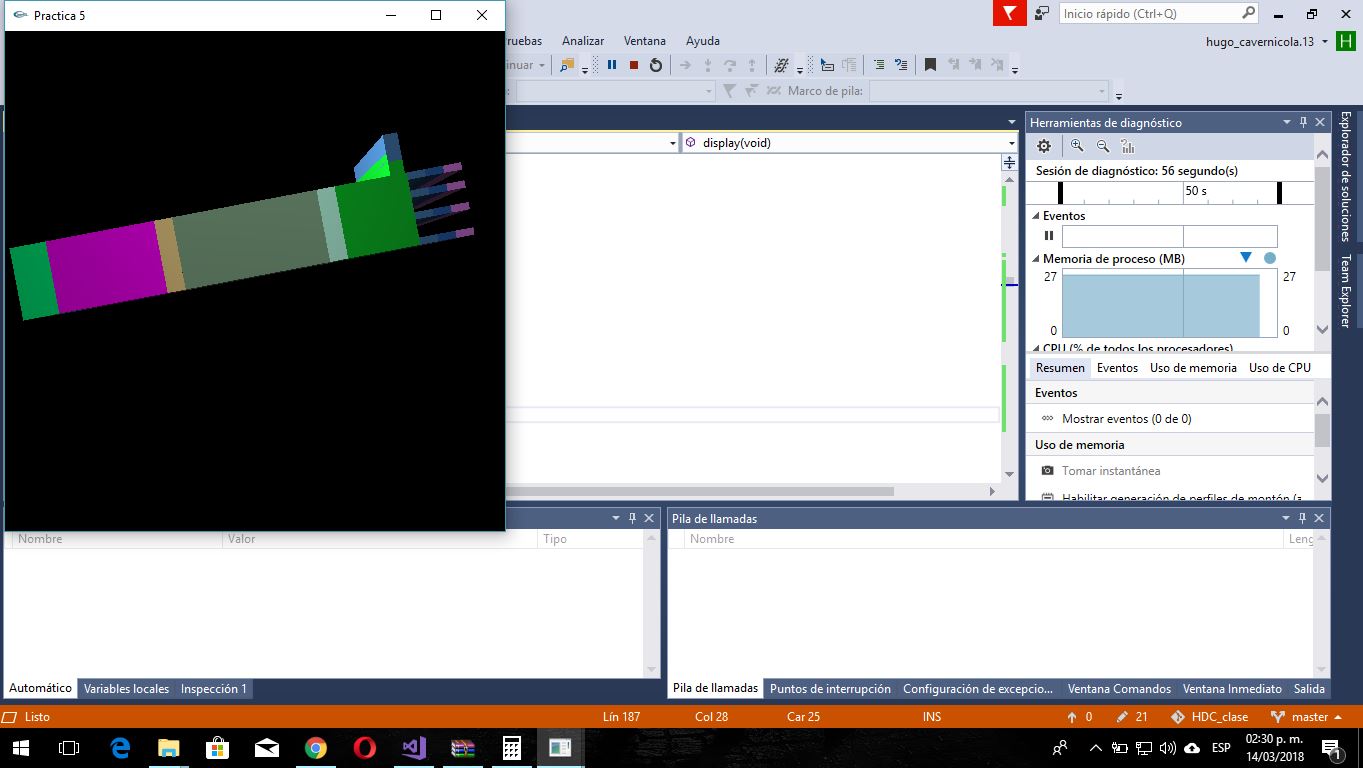 Practica 5
Inicio rápido (Ctrl+Q)
Analizar Ventana Ayuda
hugo_cavernicola.13 H
Marco de pila:
display(void)
Herramientas de diagnóstico
Sesión de diagnóstico: 56 segundo(s)
50 s
Eventos
Memoria de proceso (MB)
27 27
0 0
CPU (% de todos los procesadores)
Resumen Eventos Uso de memoria Uso de CPU
Eventos
Mostrar eventos (0 de 0)
Uso de memoria
Tomar instantánea
Habilitar generación de perfiles de montón (a
Explorador de soluciones
Team Explorer
Nombre Valor Tipo
Pila de llamadas
Nombre Leng
Automático Variables locales Inspección 1
Pila de llamadas Puntos de interrupción Configuración de excepcio... Ventana Comandos Ventana Inmediato Salida
Listo Lín 187 Col 28 Car 25 INS 0 21 HDC_clase master
ESP 02:30 p. m.
14/03/2018 1